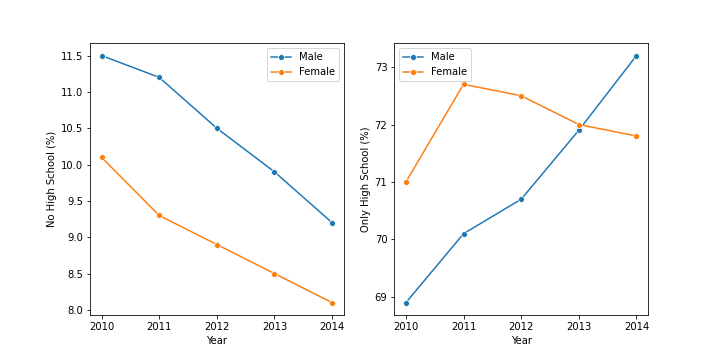 No High School (%)
11.5
11.0
10.5
10.0
9.5
9.0
8.5
8.0
2010 2011 2012 2013 2014
Year
Male
Female
Only High School (%)
73
72
71
70
69
2010 2011 2012 2013 2014
Year
Male
Female